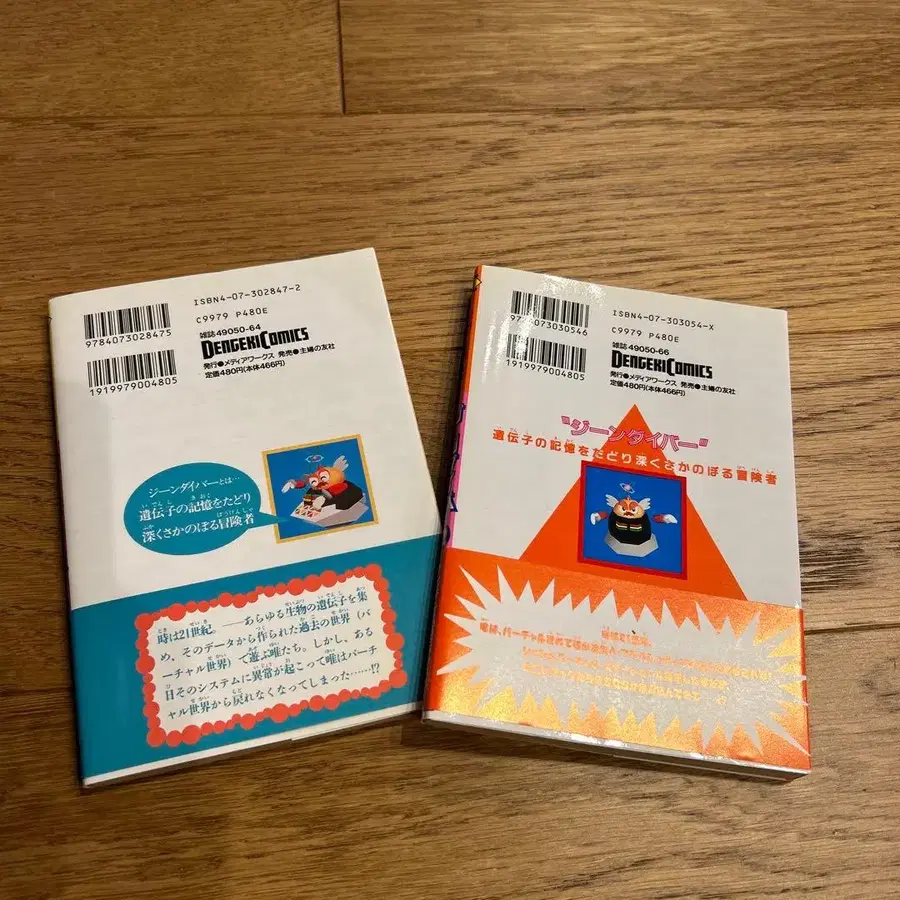 ISBN4-07-302847-2
C9979 P480E
雑誌49050-64
DENGEKI COMICS
発行●メディアワークス 発売●主婦の友社
定価480円(本体466円)
9784073028475
1919979004805
ジーンダイバーとは…
遺伝子の記憶をたどり
深くさかのぼる冒険者
時は21世紀。――あらゆる生物の遺伝子を集
め、そのデータから作られた過去の世界(バ
ーチャル世界)で遊ぶ唯たち。しかし、ある
日そのシステムに異常が起こって唯はバーチ
ャル世界から戻れなくなってしまった……!?
ISBN4-07-303054-X
C9979 P480E
雑誌49050-66
DENGEKI COMICS
発行●メディアワークス 発売●主婦の友社
定価480円(本体466円)
9784073030546
1919979004805
"ジーンダイバー"
遺伝子の記憶をたどり深くさかのぼる冒険者
時は21世紀。